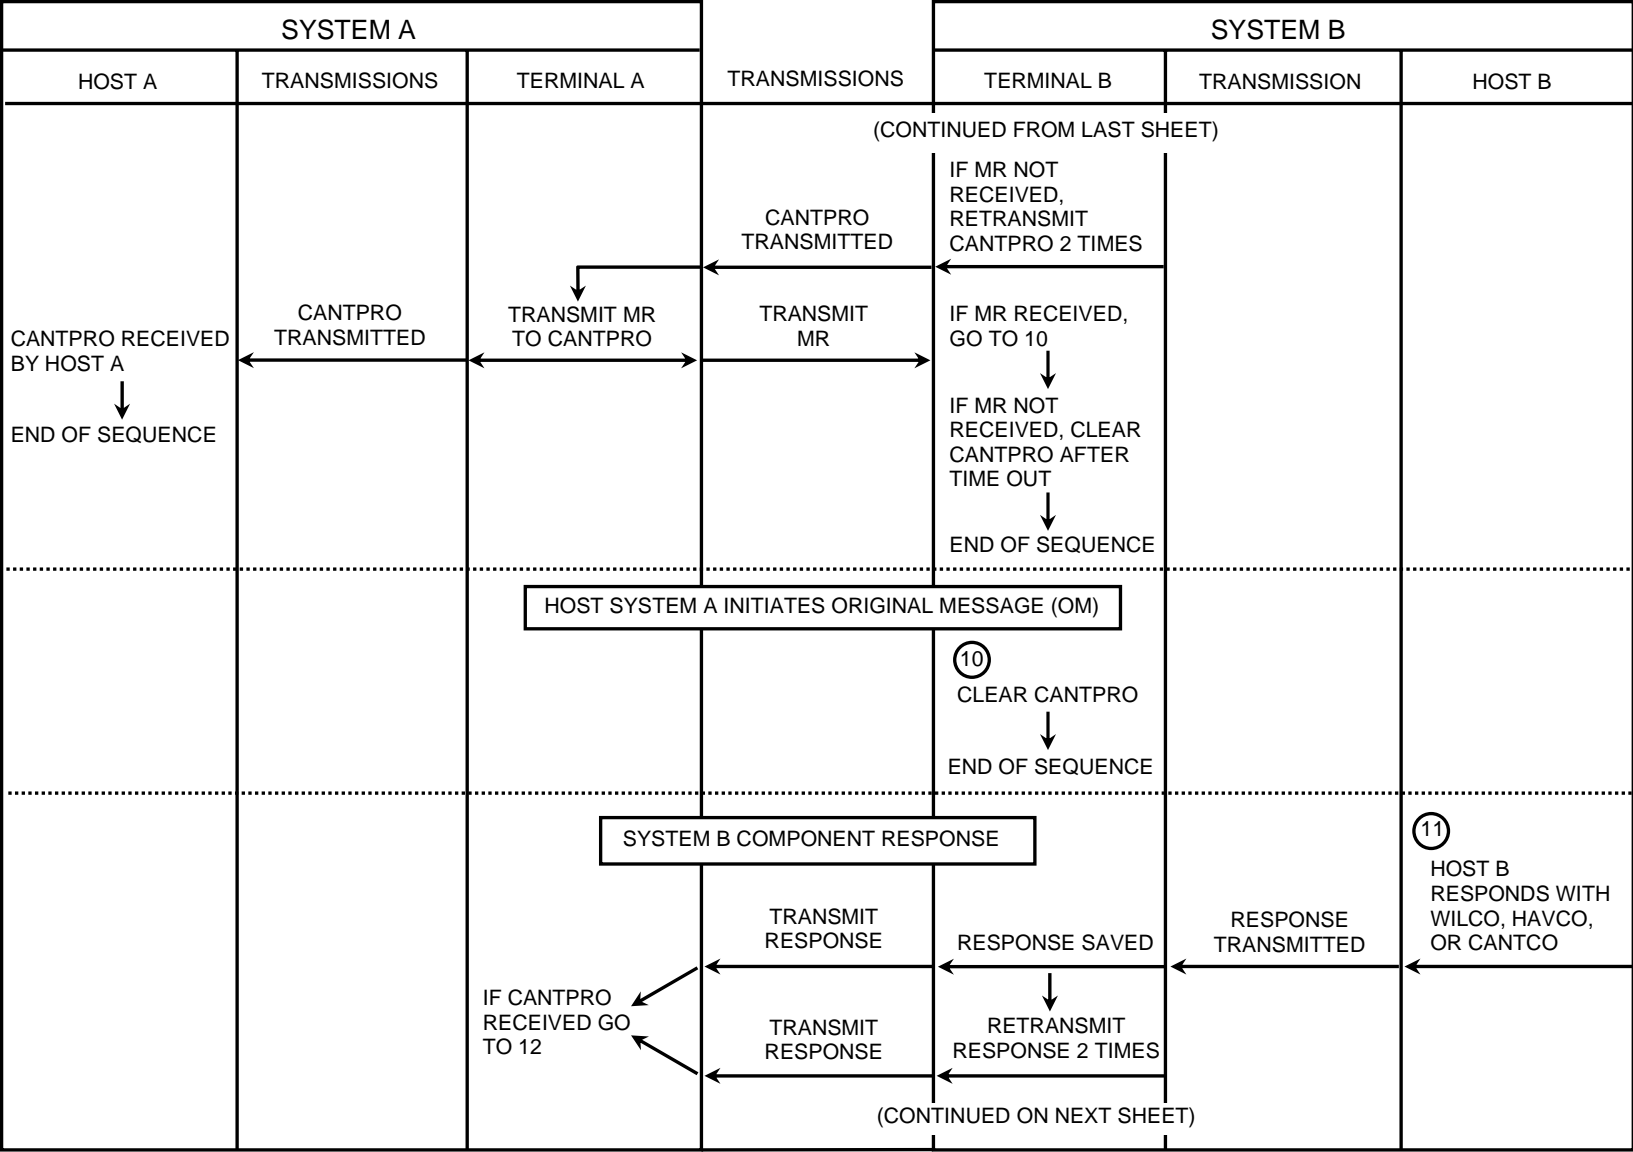 SYSTEM A
SYSTEM B
HOST A
TRANSMISSIONS
TERMINAL A
TRANSMISSIONS
TERMINAL B
TRANSMISSION
HOST B
(CONTINUED FROM LAST SHEET)
IF MR NOT
RECEIVED,
RETRANSMIT
CANTPRO 2 TIMES
CANTPRO
TRANSMITTED
CANTPRO RECEIVED
BY HOST A
END OF SEQUENCE
CANTPRO
TRANSMITTED
TRANSMIT MR
TO CANTPRO
TRANSMIT
MR
IF MR RECEIVED,
GO TO 10
IF MR NOT
RECEIVED, CLEAR
CANTPRO AFTER
TIME OUT
END OF SEQUENCE
HOST SYSTEM A INITIATES ORIGINAL MESSAGE (OM)
10
CLEAR CANTPRO
END OF SEQUENCE
SYSTEM B COMPONENT RESPONSE
11
HOST B
RESPONDS WITH
WILCO, HAVCO,
OR CANTCO
RESPONSE
TRANSMITTED
RESPONSE SAVED
TRANSMIT
RESPONSE
IF CANTPRO
RECEIVED GO
TO 12
TRANSMIT
RESPONSE
RETRANSMIT
RESPONSE 2 TIMES
(CONTINUED ON NEXT SHEET)